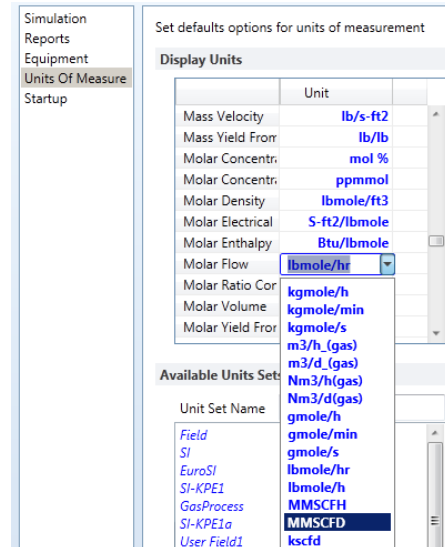 Simulation
Reports
Equipment
Units Of Measure
Startup
Set defaults options for units of measurement
Display Units
Unit
Mass Velocity lb/s-ft2
Mass Yield From lb/lb
Molar Concentr mol %
Molar Concentr ppmmol
Molar Density lbmole/ft3
Molar Electrical S-ft2/lbmole
Molar Enthalpy Btu/lbmole
Molar Flow lbmole/hr
Molar Ratio Cor
Molar Volume
Molar Yield Fror
kgmole/h
kgmole/min
kgmole/s
m3/h_(gas)
m3/d_(gas)
Nm3/h(gas)
Nm3/d(gas)
gmole/h
gmole/min
gmole/s
lbmole/hr
lbmole/h
MMSCFH
MMSCFD
kscfd
Available Units Sets
Unit Set Name
Field
SI
EuroSI
SI-KPE1
GasProcess
SI-KPE1a
User Field1